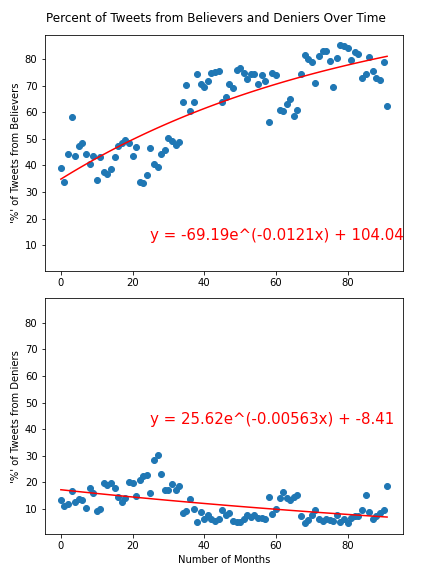 Percent of Tweets from Believers and Deniers Over Time
'%' of Tweets from Believers
80
70
60
50
40
30
20
10
y = -69.19e^(-0.0121x) + 104.04
0 20 40 60 80
'%' of Tweets from Deniers
80
70
60
50
40
30
20
10
y = 25.62e^(-0.00563x) + -8.41
0 20 40 60 80
Number of Months